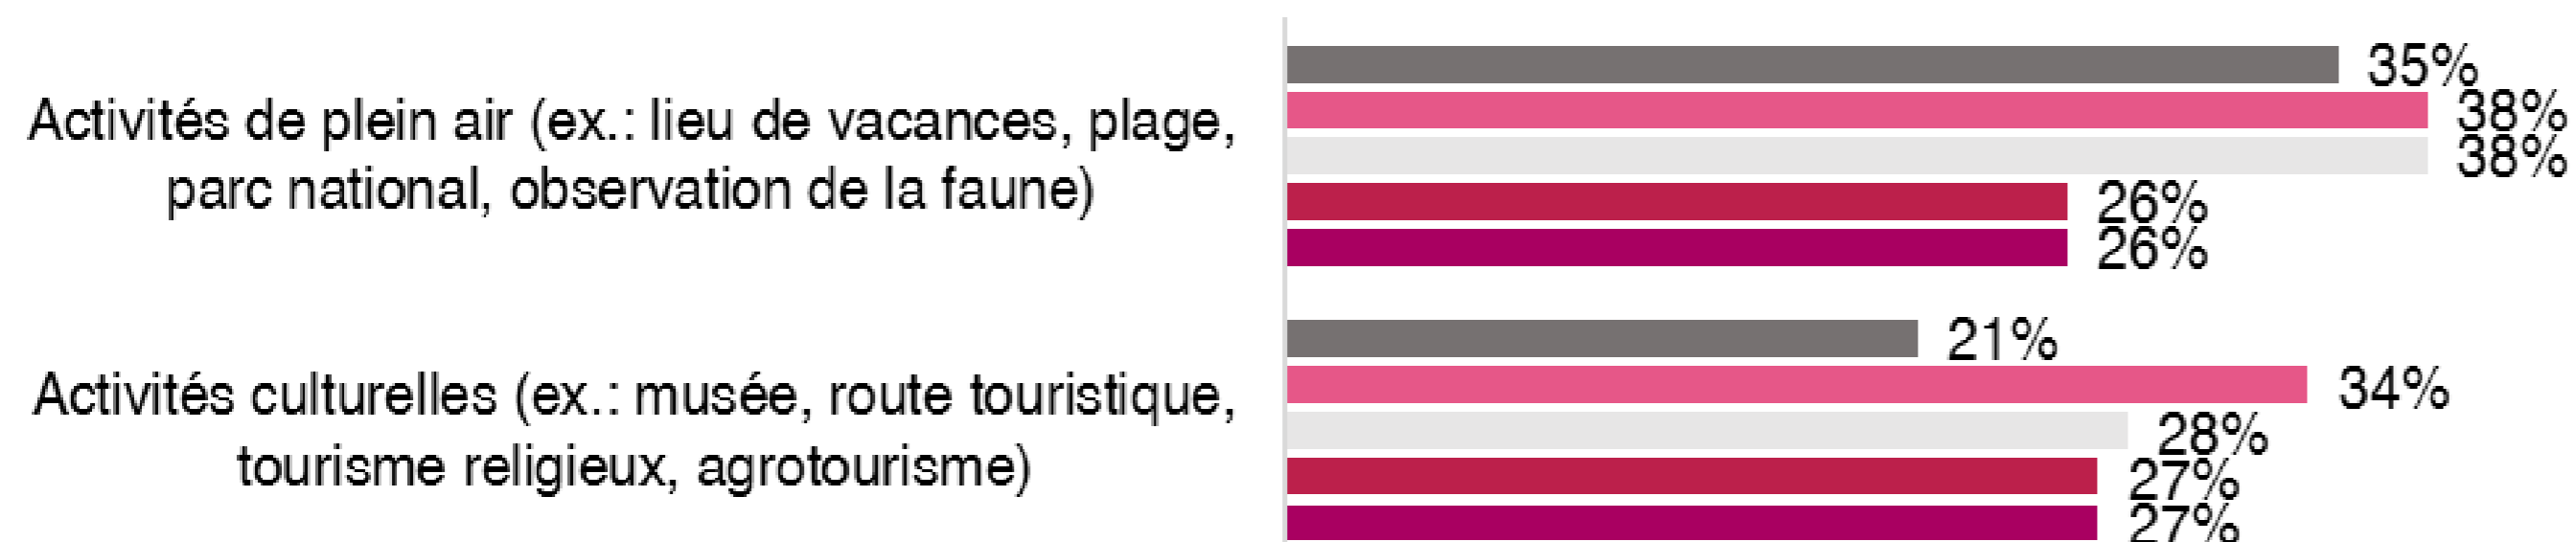 35%
38%
Activités de plein air (ex.: lieu de vacances, plage,
38%
parc national, observation de la faune)
26%
26%
21%
34%
Activités culturelles (ex.: musée, route touristique,
28%
tourisme religieux, agrotourisme)
27%
27%